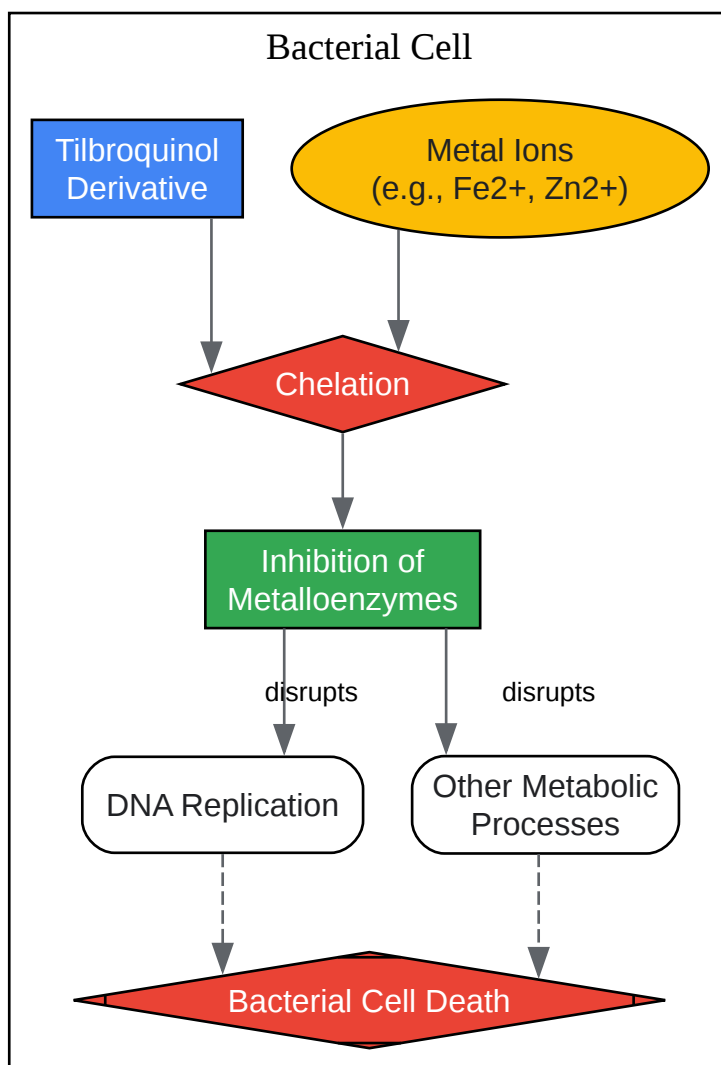 Bacterial Cell
Tilbroquinol
Derivative
Metal Ions
(e.g., Fe2+, Zn2+)
Chelation
Inhibition of
Metalloenzymes
disrupts
disrupts
DNA Replication
Other Metabolic
Processes
Bacterial Cell Death